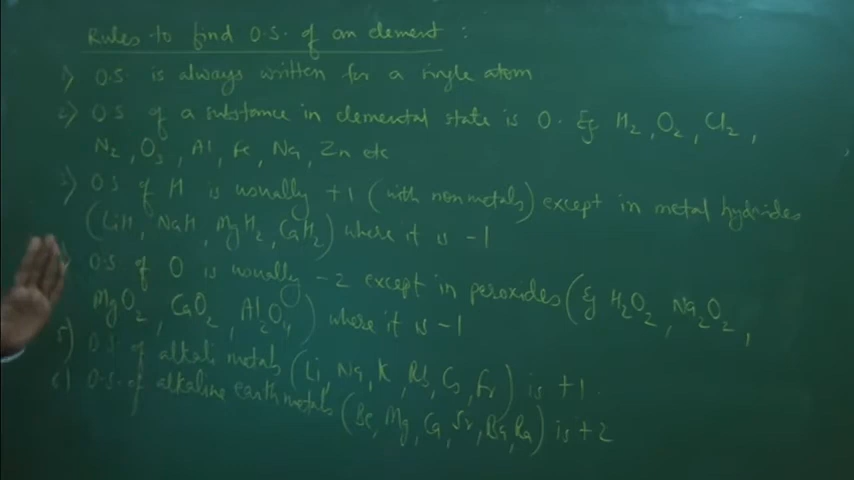 Rules to find O.S. of an element :
1) O.S. is always written for a single atom
2) O.S of a substance in elemental state is 0. Eg H₂, O₂, Cl₂,
N₂, O₃, Al, Fe, Na, Zn etc
3) O.S of H is usually +1 (with nonmetals) except in metal hydrides
(LiH, NaH, MgH₂, CaH₂) where it is -1
O.S. of O is usually -2 except in peroxides (Eg H₂O₂, Na₂O₂,
MgO₂, CaO₂, Al₂O₄) where it is -1
5) O.S of alkali metals (Li, Na, K, Rb, Cs, Fr) is +1.
6) O.S. of alkaline earth metals (Be, Mg, Ca, Sr, Ba, Ra) is +2